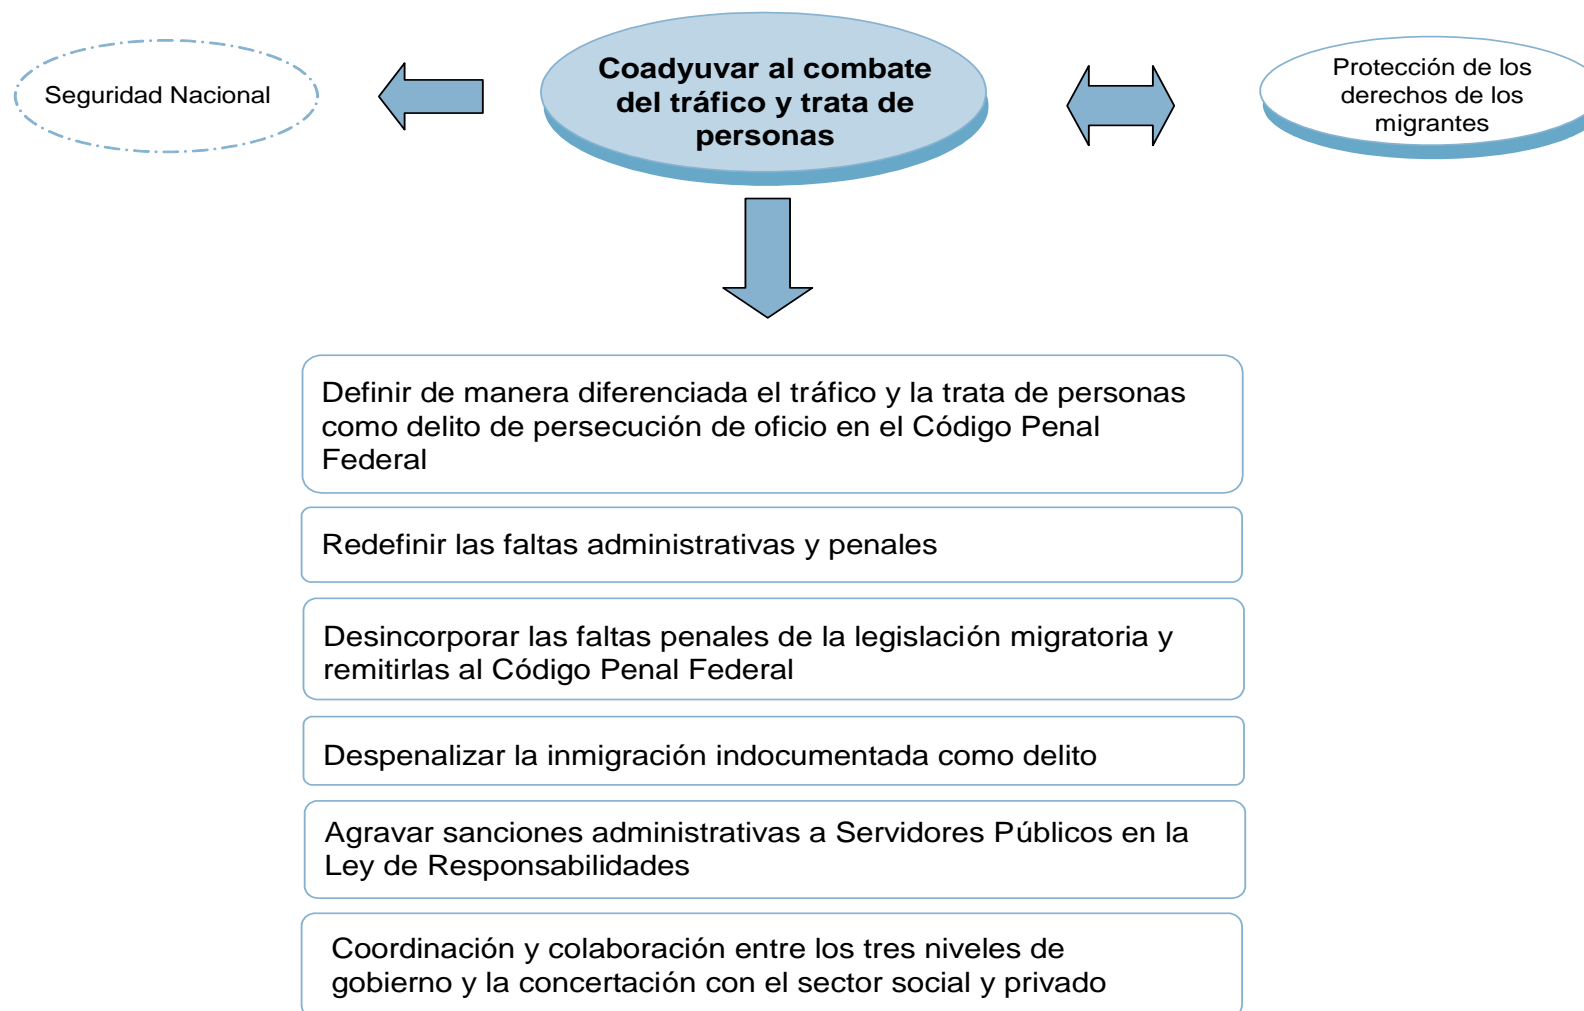 Seguridad Nacional
Coadyuvar al combate
del tráfico y trata de
personas
Protección de los
derechos de los
migrantes
Definir de manera diferenciada el tráfico y la trata de personas
como delito de persecución de oficio en el Código Penal
Federal
Redefinir las faltas administrativas y penales
Desincorporar las faltas penales de la legislación migratoria y
remitirlas al Código Penal Federal
Despenalizar la inmigración indocumentada como delito
Agravar sanciones administrativas a Servidores Públicos en la
Ley de Responsabilidades
Coordinación y colaboración entre los tres niveles de
gobierno y la concertación con el sector social y privado